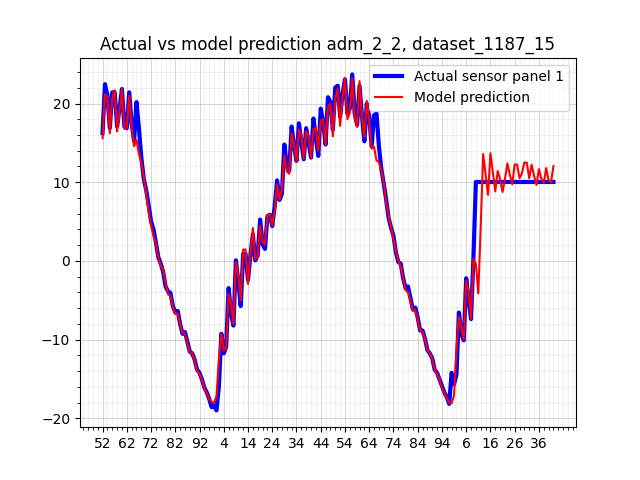 Actual vs model prediction adm_2_2, dataset_1187_15
Actual sensor panel 1
Model prediction
20
10
0
−10
−20
52 62 72 82 92 4 14 24 34 44 54 64 74 84 94 6 16 26 36